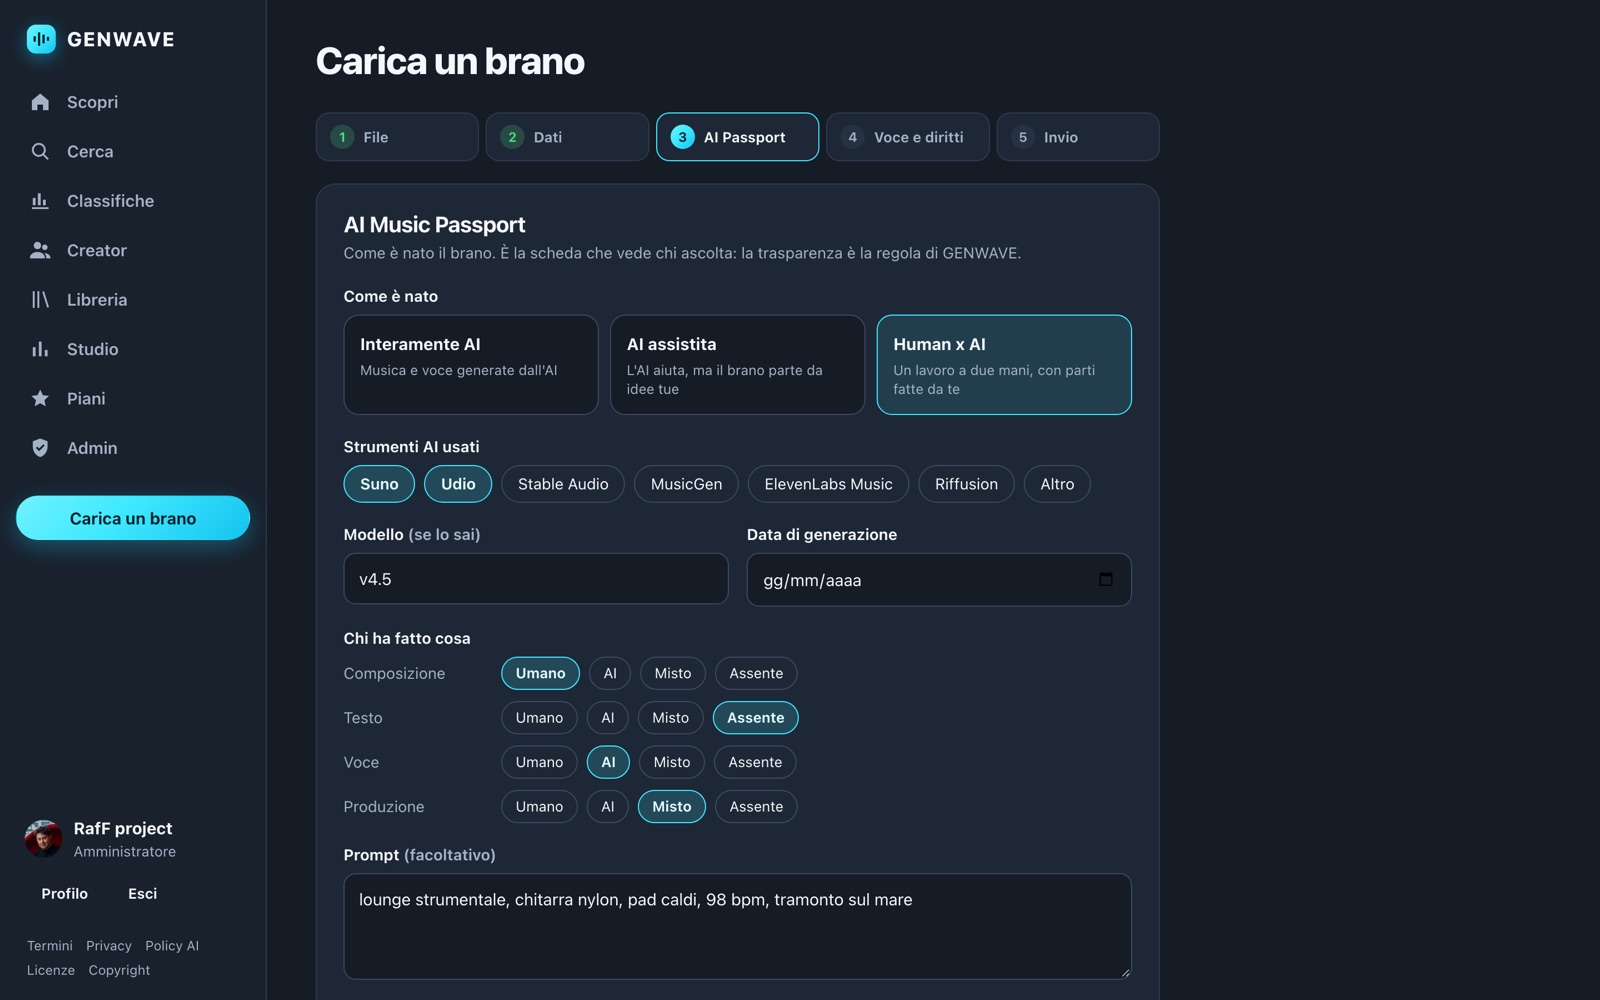 GENWAVE
Scopri
Cerca
Classifiche
Creator
Libreria
Studio
Piani
Admin
Carica un brano
RafF project
Amministratore
Profilo Esci
Termini Privacy Policy AI
Licenze Copyright
Carica un brano
1 File 2 Dati 3 AI Passport 4 Voce e diritti 5 Invio
AI Music Passport
Come è nato il brano. È la scheda che vede chi ascolta: la trasparenza è la regola di GENWAVE.
Come è nato
Interamente AI
Musica e voce generate dall'AI
AI assistita
L'AI aiuta, ma il brano parte da
idee tue
Human x AI
Un lavoro a due mani, con parti
fatte da te
Strumenti AI usati
Suno Udio Stable Audio MusicGen ElevenLabs Music Riffusion Altro
Modello (se lo sai)
v4.5
Data di generazione
gg/mm/aaaa
Chi ha fatto cosa
Composizione Umano AI Misto Assente
Testo Umano AI Misto Assente
Voce Umano AI Misto Assente
Produzione Umano AI Misto Assente
Prompt (facoltativo)
lounge strumentale, chitarra nylon, pad caldi, 98 bpm, tramonto sul mare